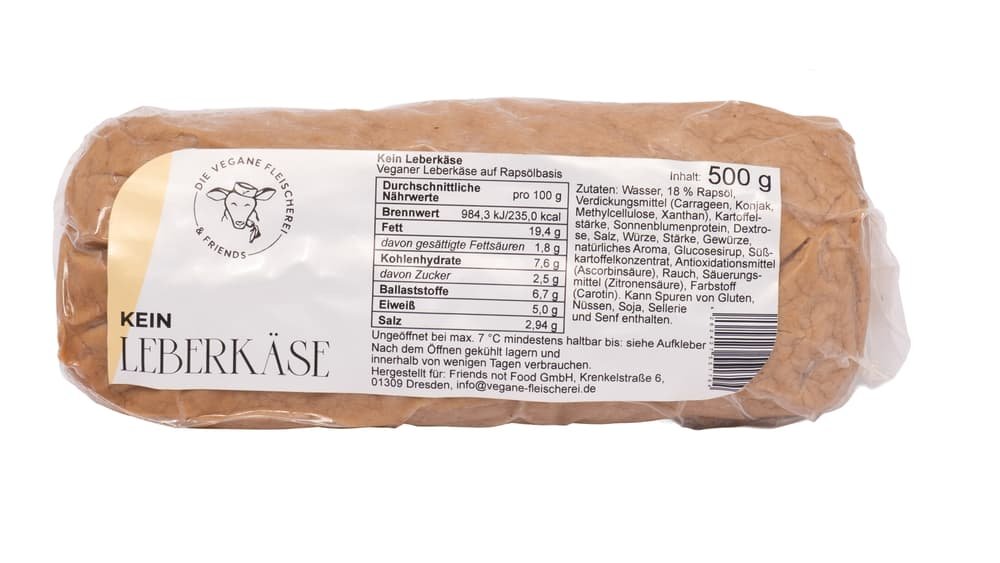 DIE VEGANE FLEISCHEREI
& FRIENDS
KEIN
LEBERKÄSE
Kein Leberkäse
Veganer Leberkäse auf Rapsölbasis
Durchschnittliche
Nährwerte pro 100 g
Brennwert 984,3 kJ/235,0 kcal
Fett 19,4 g
davon gesättigte Fettsäuren 1,8 g
Kohlenhydrate 7,6 g
davon Zucker 2,5 g
Ballaststoffe 6,7 g
Eiweiß 5,0 g
Salz 2,94 g
Inhalt: 500 g
Zutaten: Wasser, 18 % Rapsöl,
Verdickungsmittel (Carrageen, Konjak,
Methylcellulose, Xanthan), Kartoffel-
stärke, Sonnenblumenprotein, Dextro-
se, Salz, Würze, Stärke, Gewürze,
natürliches Aroma, Glucosesirup, Süß-
kartoffelkonzentrat, Antioxidationsmittel
(Ascorbinsäure), Rauch, Säuerungs-
mittel (Zitronensäure), Farbstoff
(Carotin). Kann Spuren von Gluten,
Nüssen, Soja, Sellerie
und Senf enthalten.
Ungeöffnet bei max. 7 °C mindestens haltbar bis: siehe Aufkleber
Nach dem Öffnen gekühlt lagern und
innerhalb von wenigen Tagen verbrauchen.
Hergestellt für: Friends not Food GmbH, Krenkelstraße 6,
01309 Dresden, info@vegane-fleischerei.de